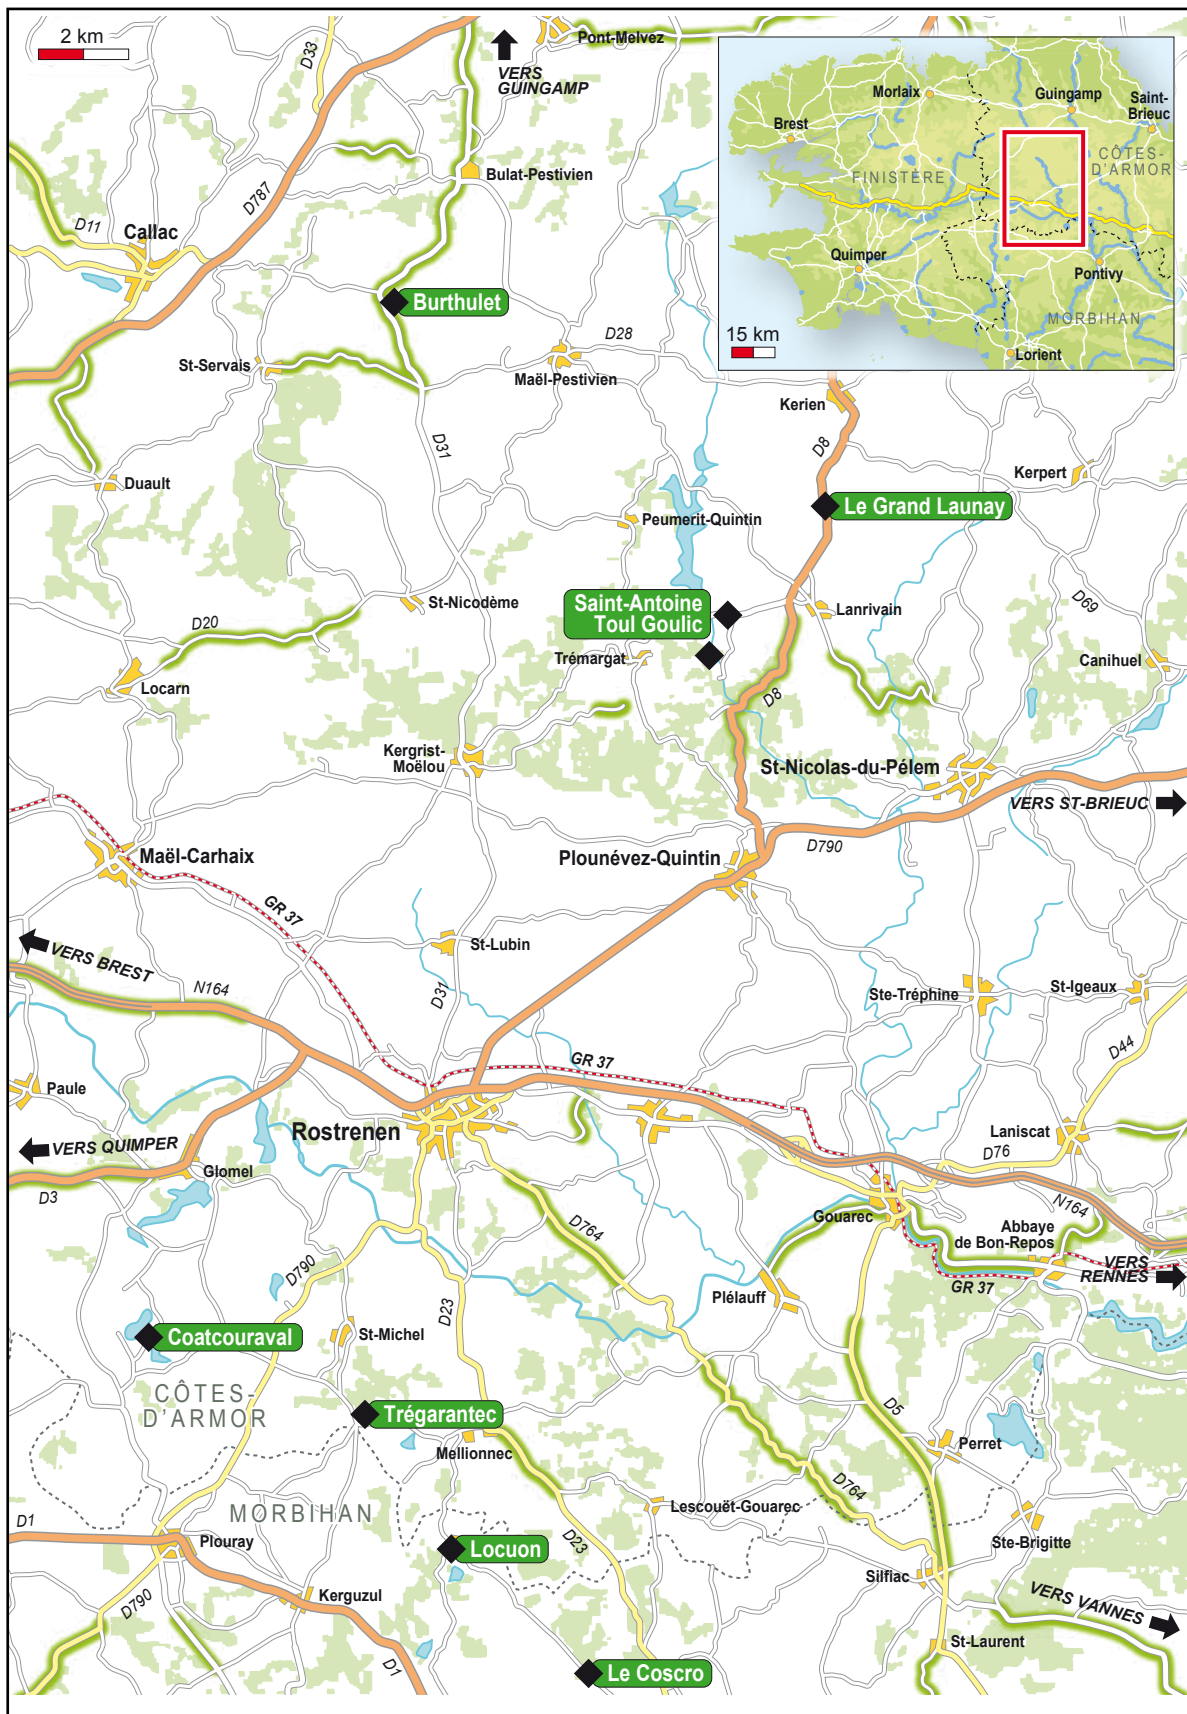 2 km
D33
Pont-Melvez
VERS
GUINGAMP
Morlaix
Guingamp
Saint-
Brieuc
Brest
CÔTES-
D'ARMOR
FINISTÈRE
Quimper
Pontivy
MORBIHAN
15 km
Lorient
Bulat-Pestivien
D787
D11
Callac
Burthulet
D28
St-Servais
Maël-Pestivien
Kerien
D31
D8
Kerpert
Duault
Le Grand Launay
Peumerit-Quintin
St-Nicodème
Saint-Antoine
Toul Goulic
Lanrivain
D69
D20
Trémargat
Canihuel
Locarn
D8
Kergrist-
Moëlou
St-Nicolas-du-Pélem
VERS ST-BRIEUC
D790
Maël-Carhaix
Plounévez-Quintin
GR 37
St-Lubin
VERS BREST
N164
D31
Ste-Tréphine
St-Igeaux
D44
GR 37
Paule
Rostrenen
Laniscat
VERS QUIMPER
D76
Glomel
D3
N164
Gouarec
Abbaye
de Bon-Repos
D764
VERS
RENNES
D790
GR 37
Plélauff
D23
Coatcouraval
St-Michel
CÔTES-
D'ARMOR
Trégarantec
D5
Mellionnec
Perret
D764
Lescouët-Gouarec
MORBIHAN
D1
Plouray
Locuon
D23
Ste-Brigitte
Silfiac
Kerguzul
D790
VERS VANNES
St-Laurent
D1
Le Coscro